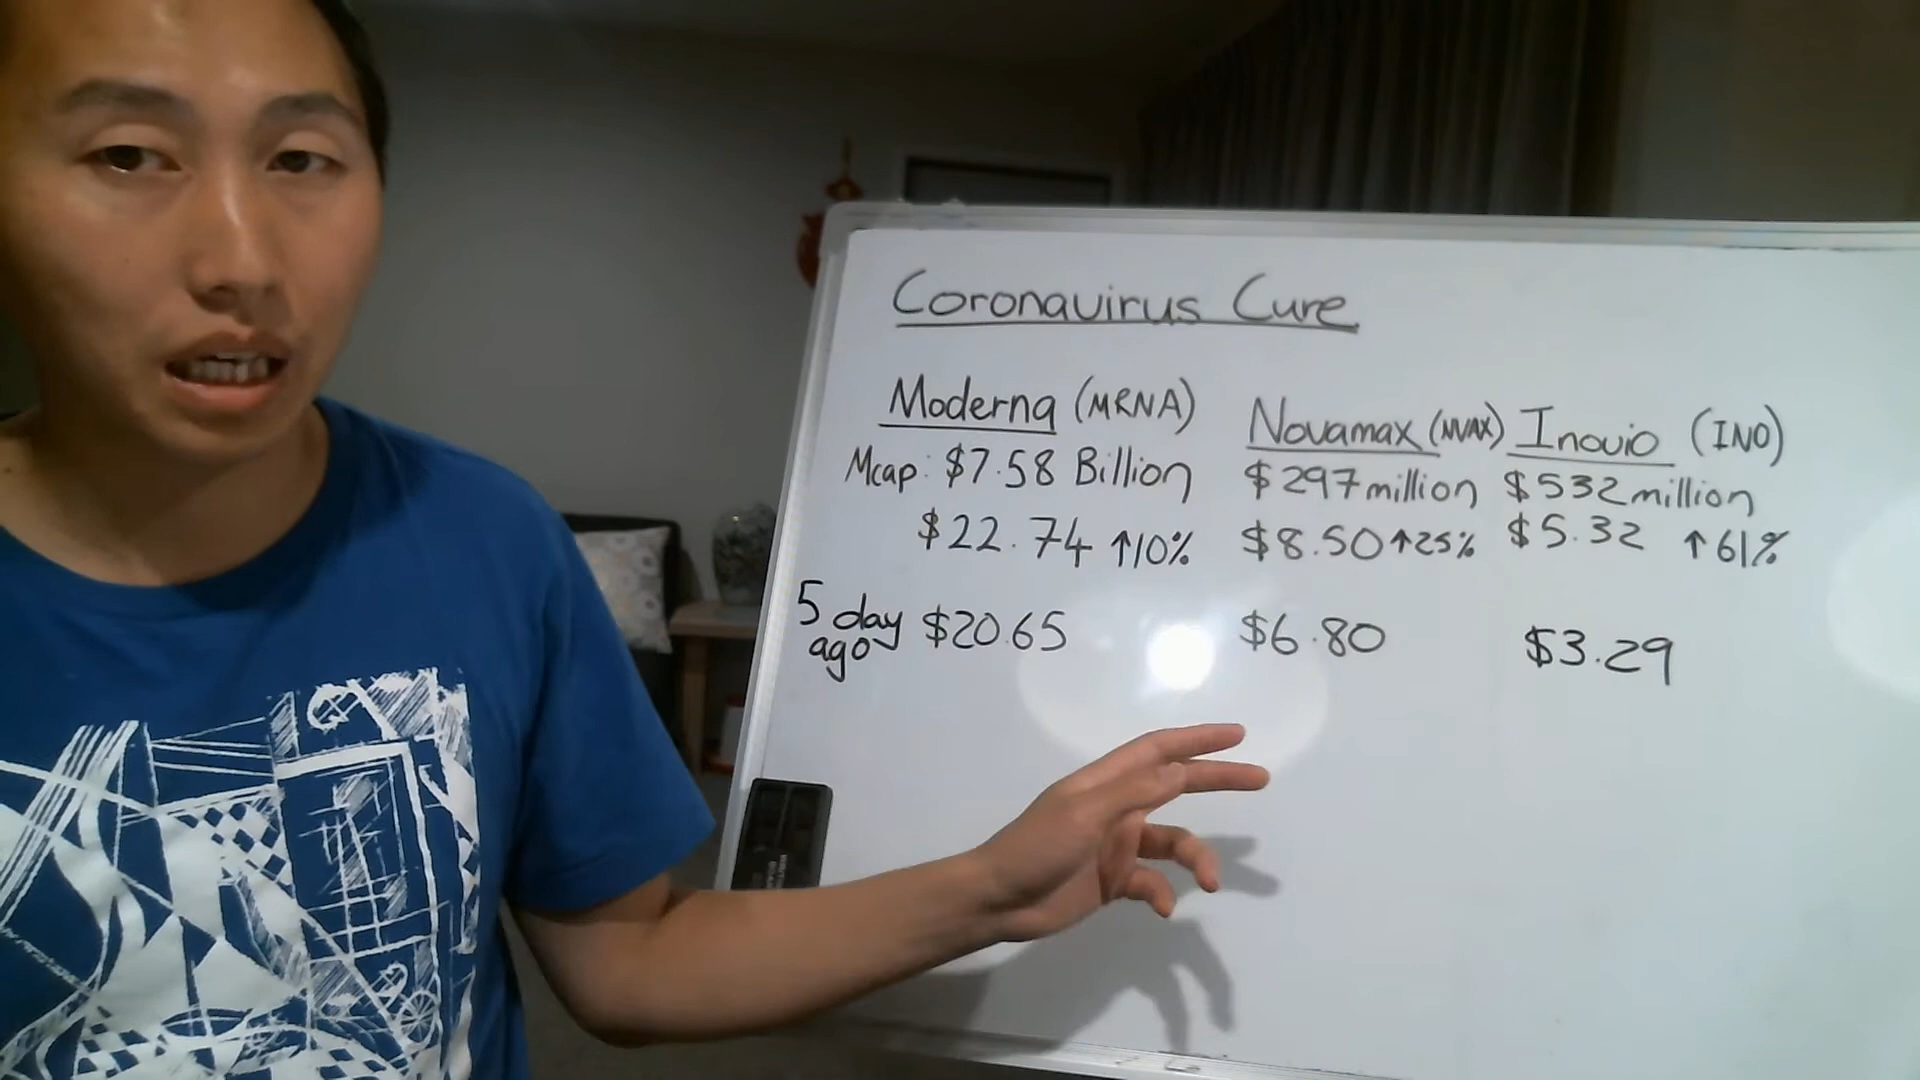 Coronavirus Cure
Moderna (MRNA) Novamax (NVAX) Inovio (INO)
Mcap: $7.58 Billion $297 million $532 million
$22.74 ↑10% $8.50 ↑25% $5.32 ↑61%
5 day ago $20.65 $6.80 $3.29